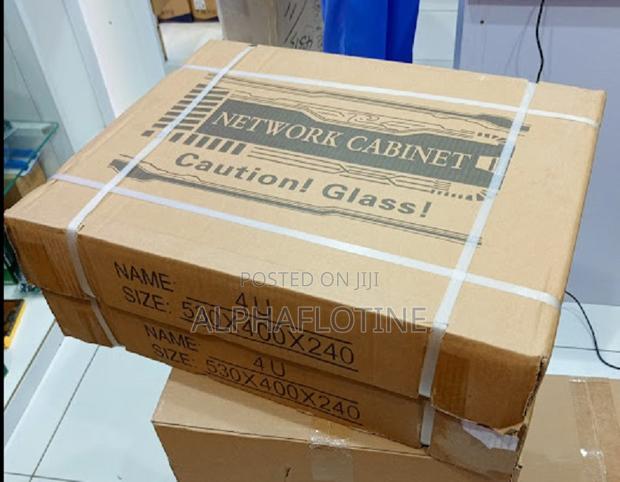 NETWORK CABINET
Caution! Glass!
NAME: 4U
SIZE: 530X400X240
NAME: 4U
SIZE: 530X400X240
POSTED ON JIJI
ALPHAFLOTINE